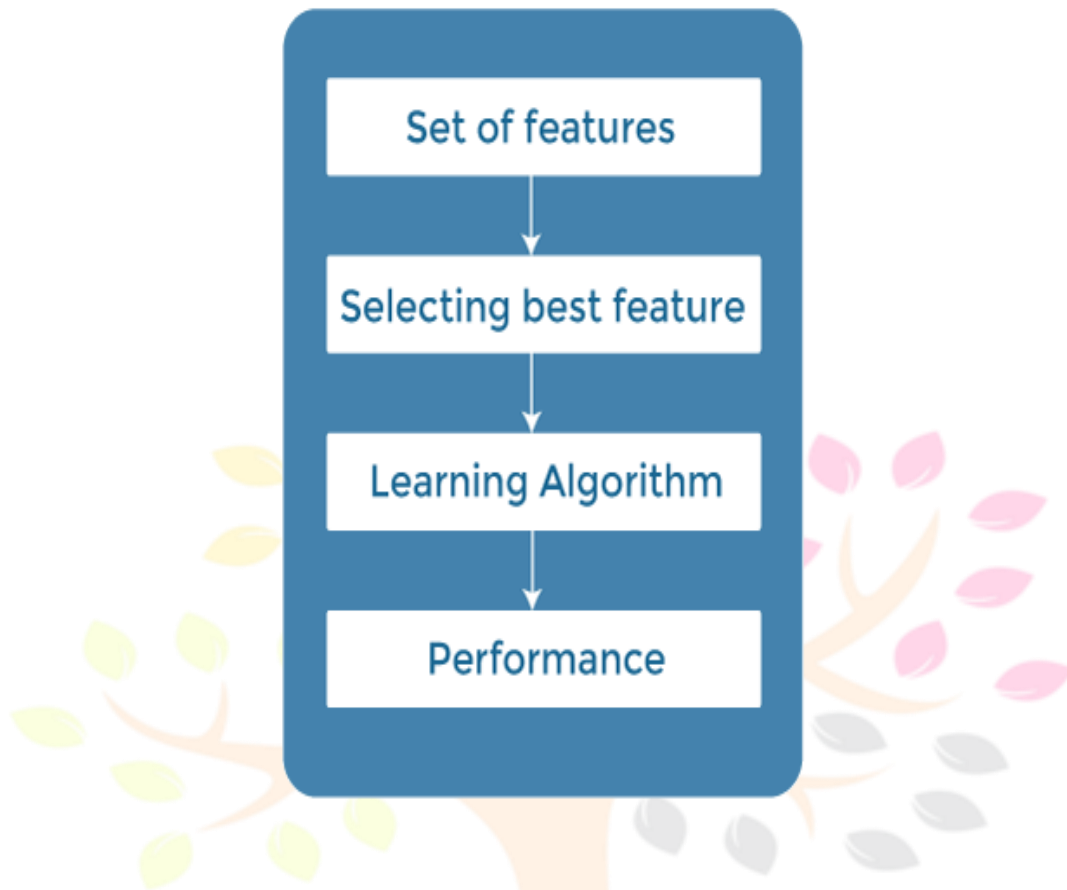 Set of features
Selecting best feature
Learning Algorithm
Performance